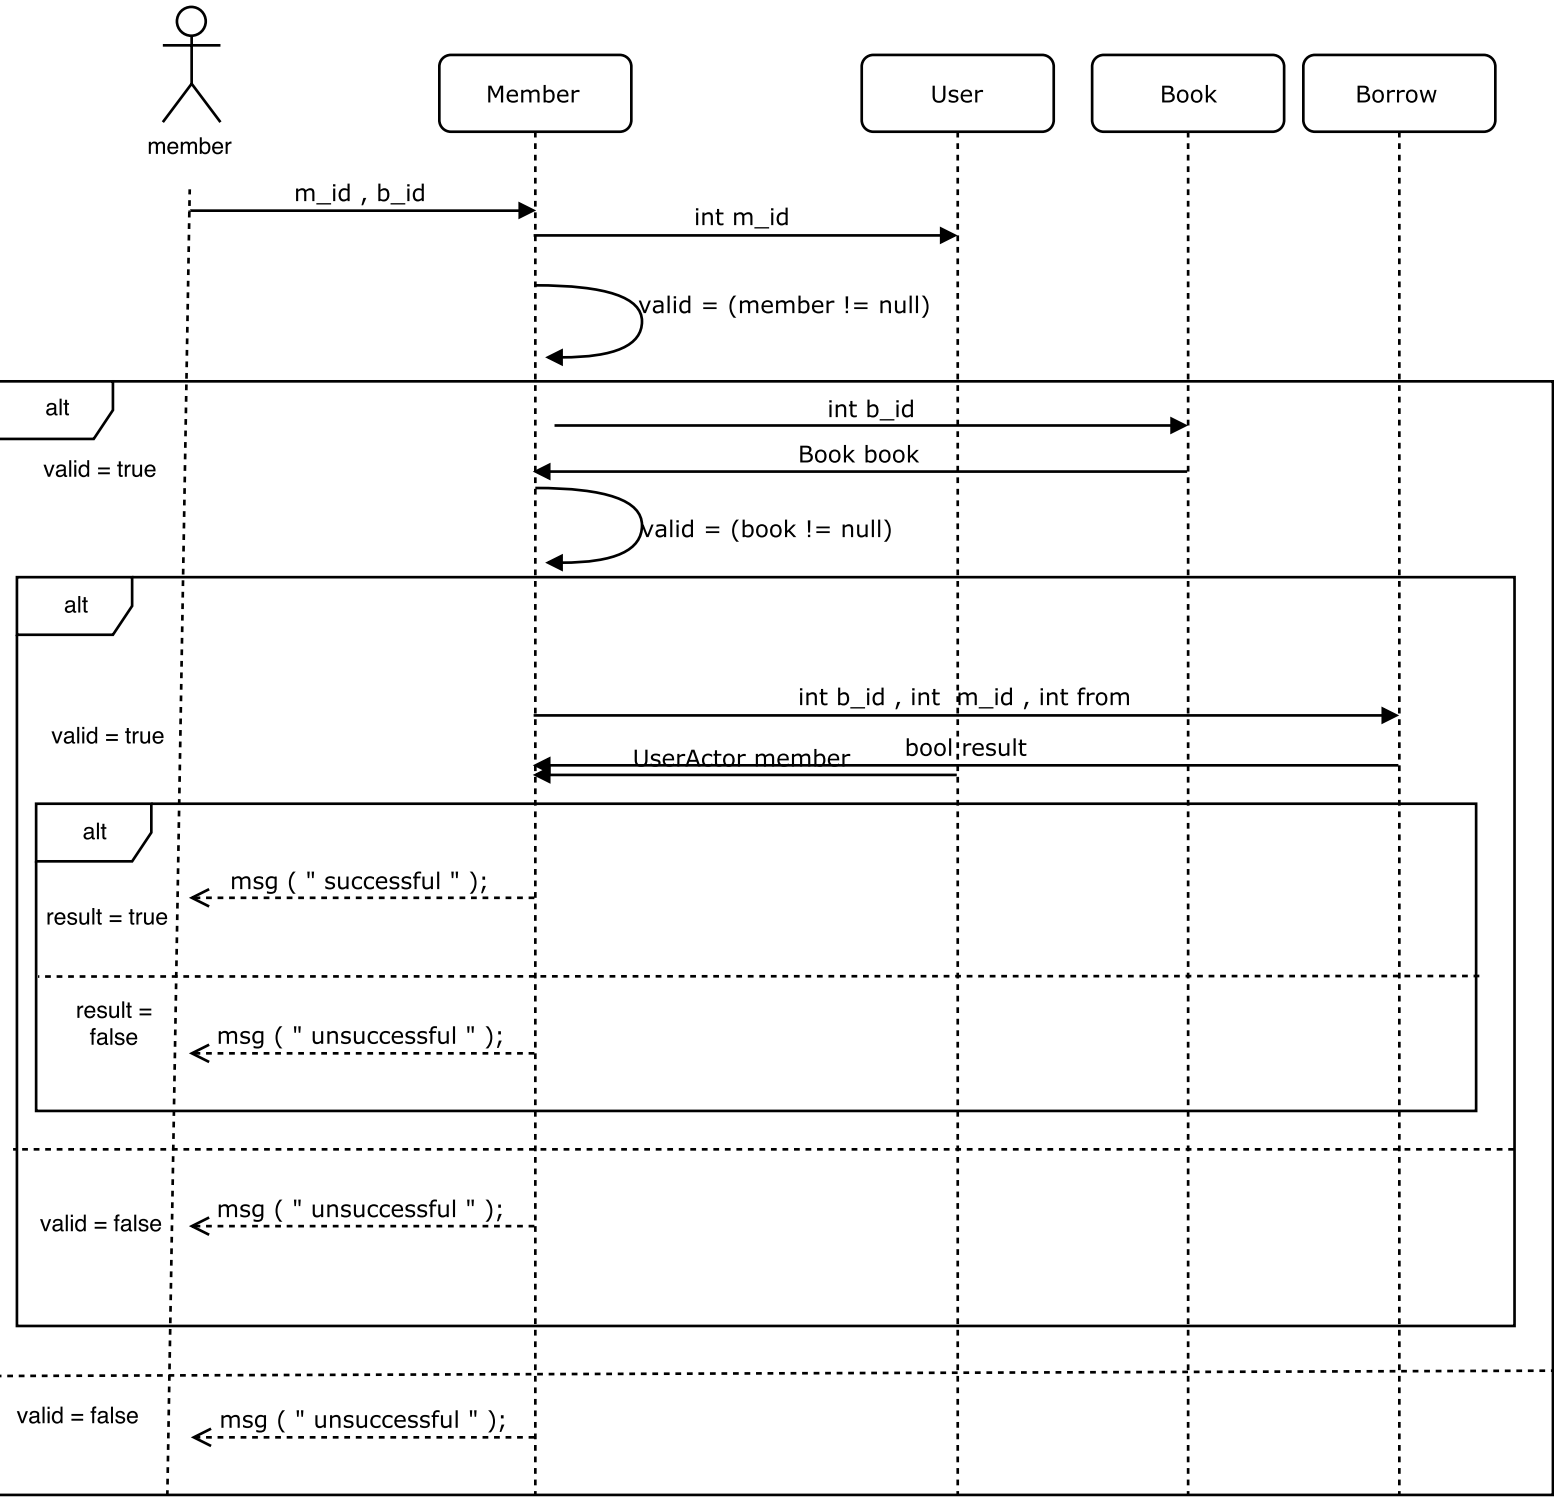 member
Member
User
Book
Borrow
m_id , b_id
int m_id
valid = (member != null)
alt
int b_id
valid = true
Book book
valid = (book != null)
alt
int b_id , int m_id , int from
valid = true
bool result
UserActor member
alt
msg ( " successful " );
result = true
result =
false
msg ( " unsuccessful " );
msg ( " unsuccessful " );
valid = false
valid = false
msg ( " unsuccessful " );